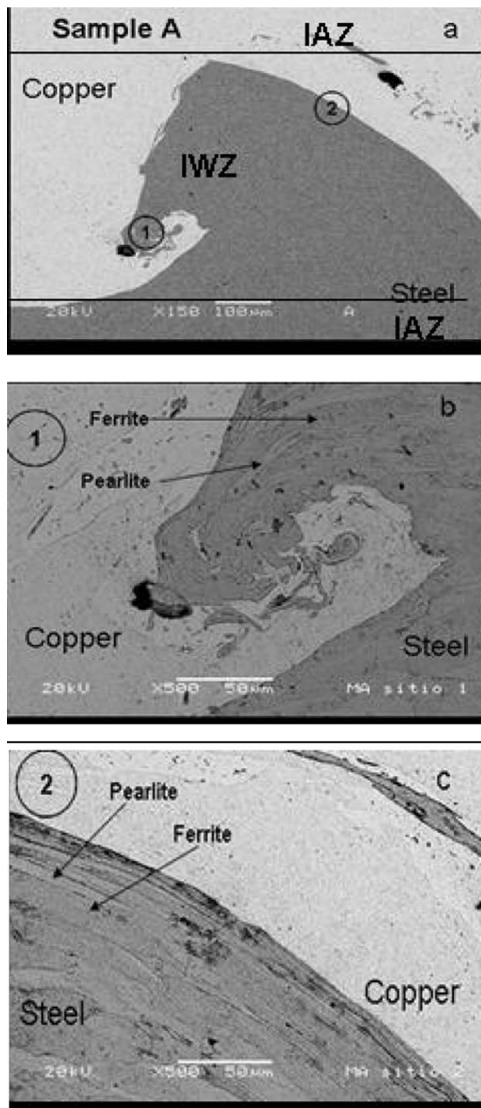 Sample A IAZ a
Copper
2
IWZ
1
Steel
20kV X150 100μm A IAZ
1 Ferrite b
Pearlite
Copper Steel
20kV X500 50μm MA sitio 1
2 Pearlite C
Ferrite
Copper
Steel
20kV X500 50μm MA sitio 2